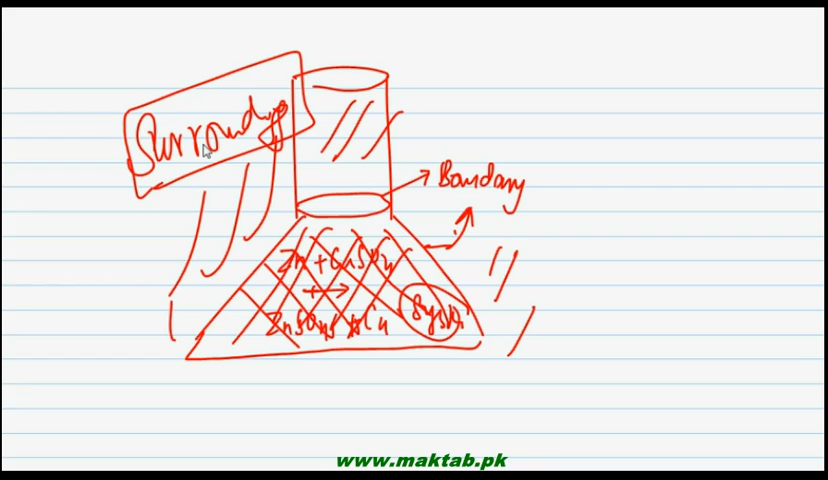 Surroundings
Boundary
Zn + CuSO4
→
ZnSO4 + Cu
System
www.maktab.pk